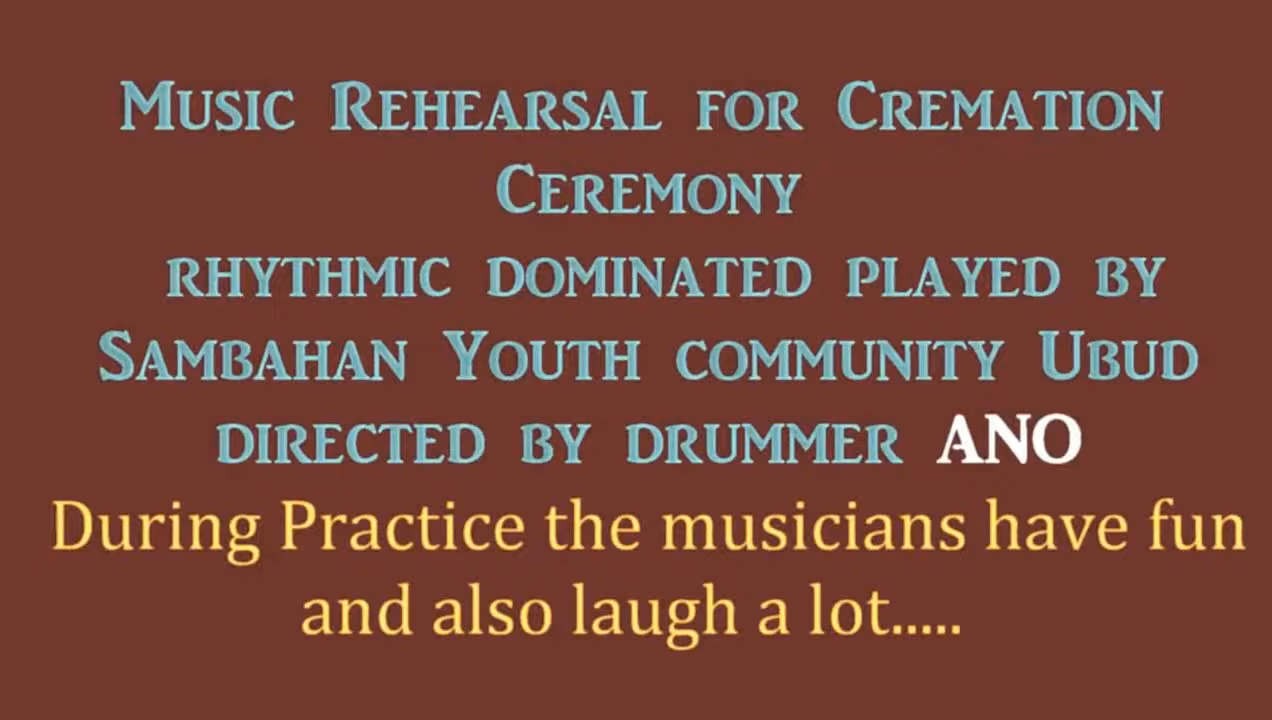 Music Rehearsal for Cremation
Ceremony
rhythmic dominated played by
Sambahan Youth community Ubud
directed by drummer ANO
During Practice the musicians have fun
and also laugh a lot.....